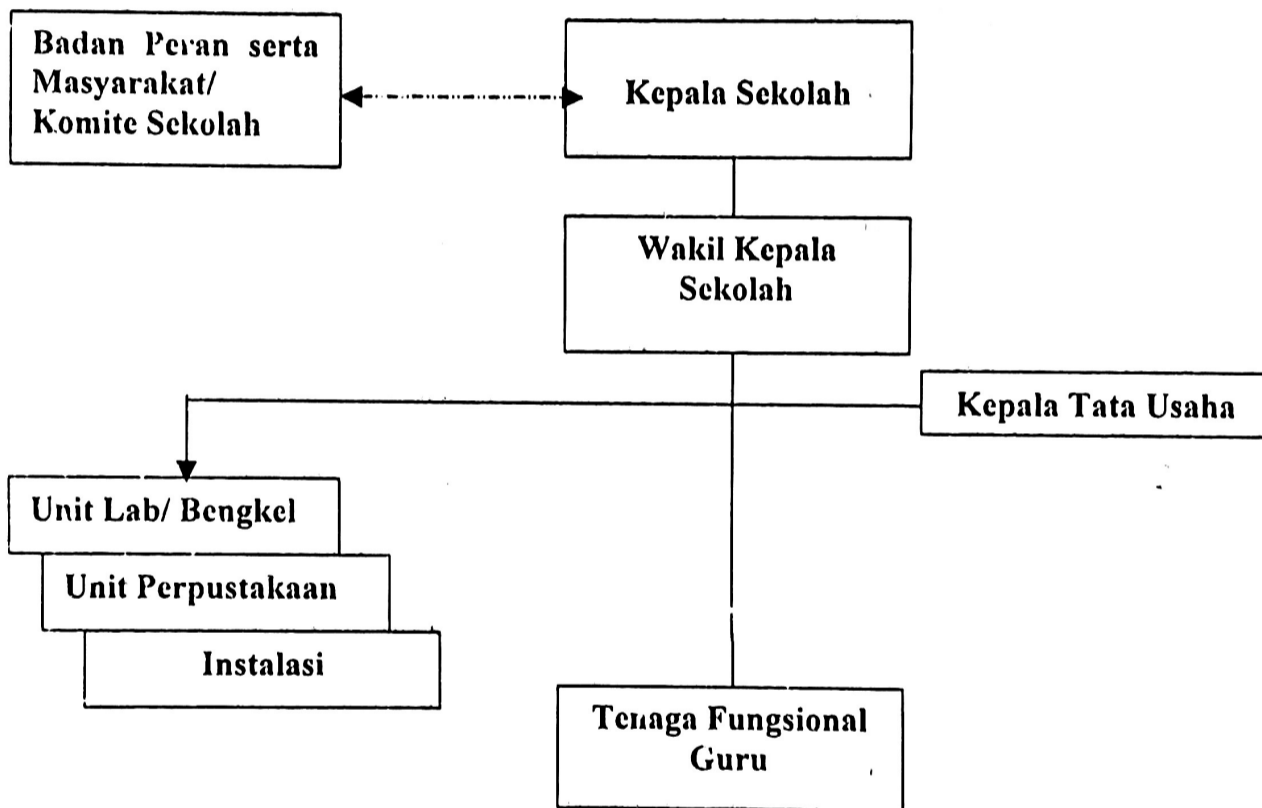 Badan Peran serta
Masyarakat/
Komite Sekolah
Kepala Sekolah
Wakil Kepala
Sekolah
Kepala Tata Usaha
Unit Lab/ Bengkel
Unit Perpustakaan
Instalasi
Tenaga Fungsional
Guru